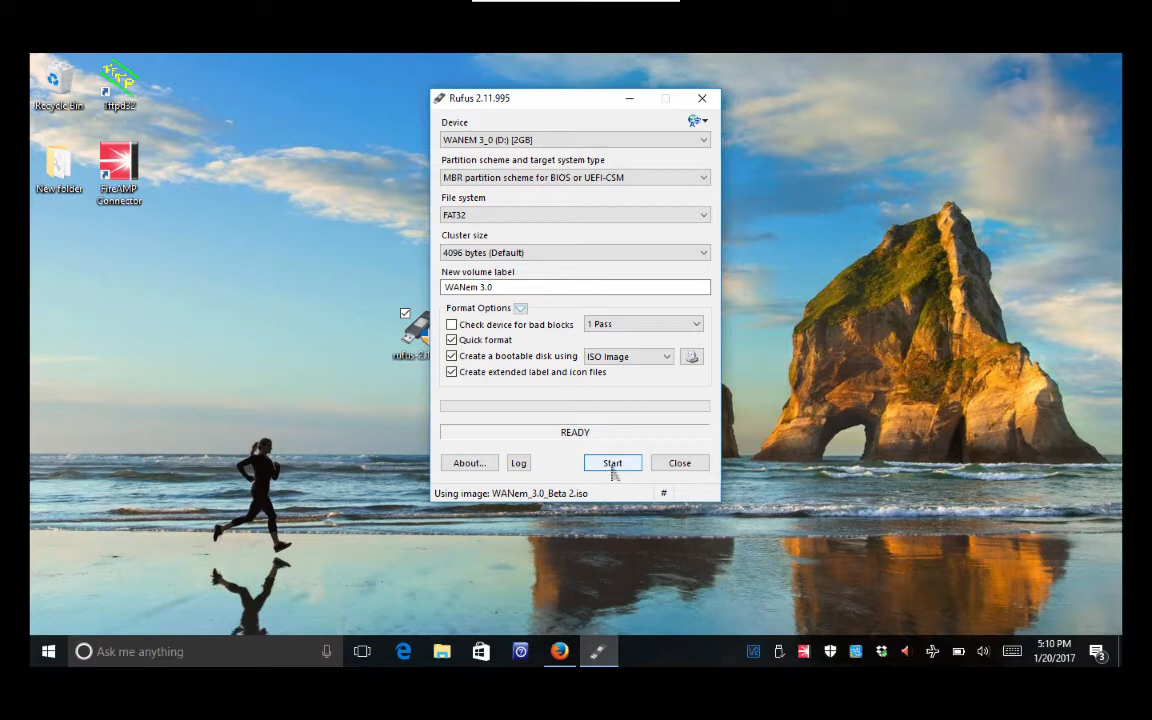 Recycle Bin
tftpd32
New folder
FireAMP
Connector
rufus-2.
Rufus 2.11.995
Device
WANEM 3_0 (D:) [2GB]
Partition scheme and target system type
MBR partition scheme for BIOS or UEFI-CSM
File system
FAT32
Cluster size
4096 bytes (Default)
New volume label
WANem 3.0
Format Options
Check device for bad blocks
1 Pass
Quick format
Create a bootable disk using
ISO Image
Create extended label and icon files
READY
About...
Log
Start
Close
Using image: WANem_3.0_Beta 2.iso
#
Ask me anything
5:10 PM
1/20/2017
3